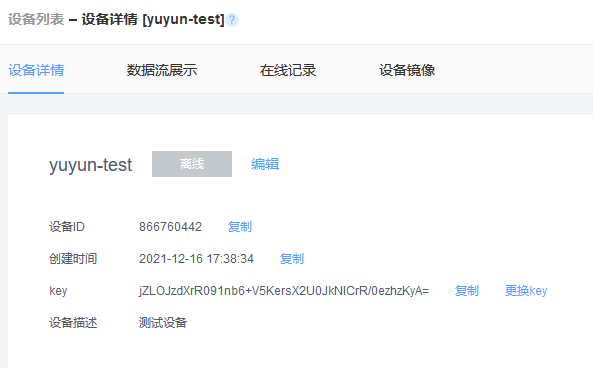 设备列表 – 设备详情 [yuyun-test] ?
设备详情 数据流展示 在线记录 设备镜像
yuyun-test 离线 编辑
设备ID 866760442 复制
创建时间 2021-12-16 17:38:34 复制
key jZLOJzdXrR091nb6+V5KersX2U0JkNICrR/0ezhzKyA= 复制 更换key
设备描述 测试设备